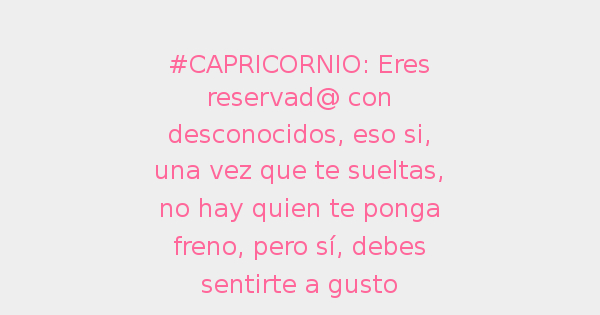 #CAPRICORNIO: Eres
reservad@ con
desconocidos, eso si,
una vez que te sueltas,
no hay quien te ponga
freno, pero sí, debes
sentirte a gusto